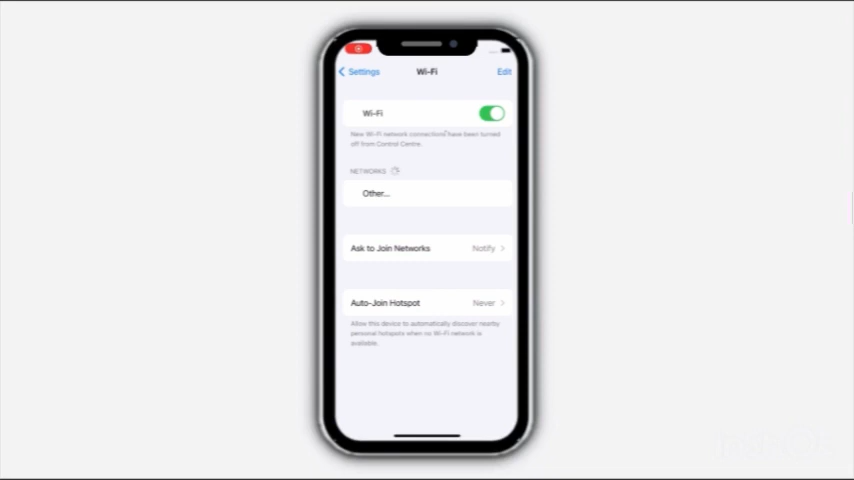 Settings
Wi-Fi
Edit
Wi-Fi
New Wi-Fi network connections have been turned
off from Control Centre.
NETWORKS
Other...
Ask to Join Networks
Notify
Auto-Join Hotspot
Never
Allow this device to automatically discover nearby
personal hotspots when no Wi-Fi network is
available.